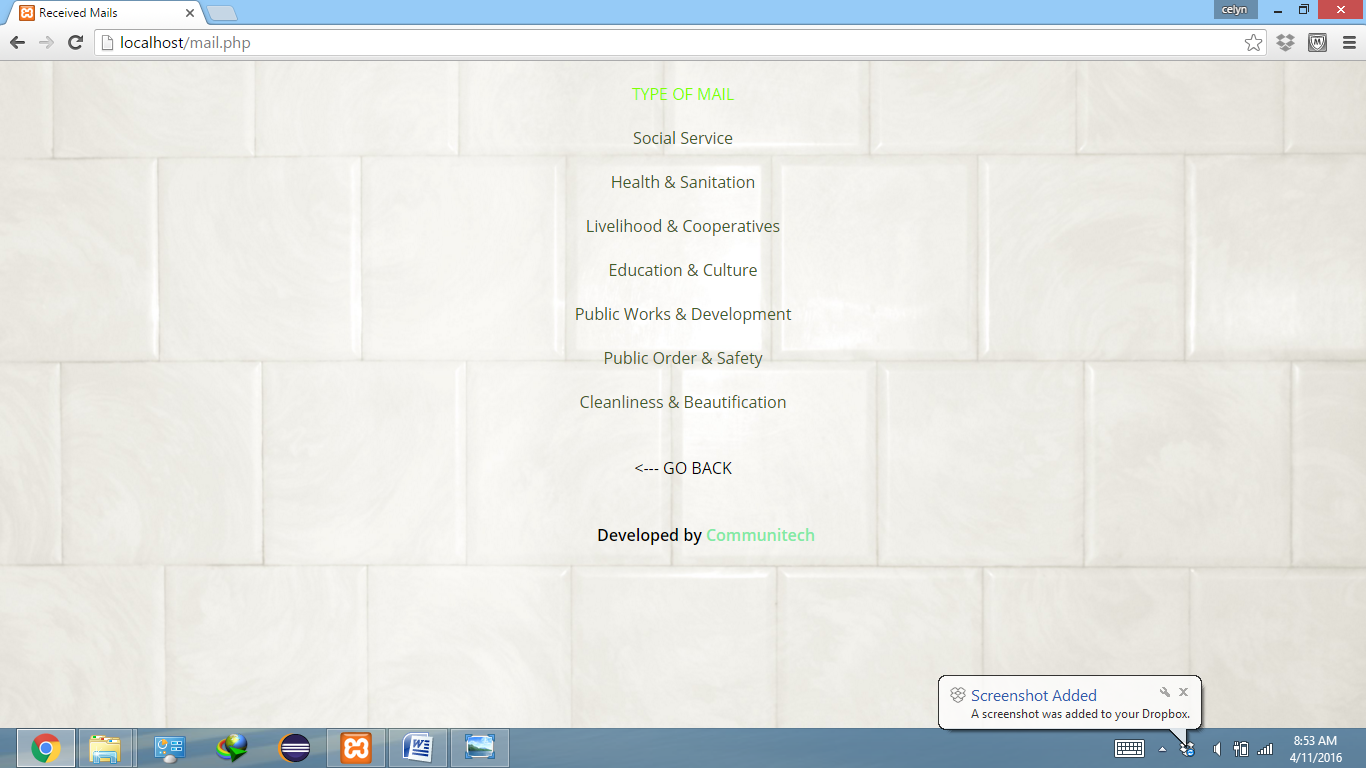 Received Mails
celyn
localhost/mail.php
TYPE OF MAIL
Social Service
Health & Sanitation
Livelihood & Cooperatives
Education & Culture
Public Works & Development
Public Order & Safety
Cleanliness & Beautification
<--- GO BACK
Developed by Communitech
Screenshot Added
A screenshot was added to your Dropbox.
8:53 AM
4/11/2016